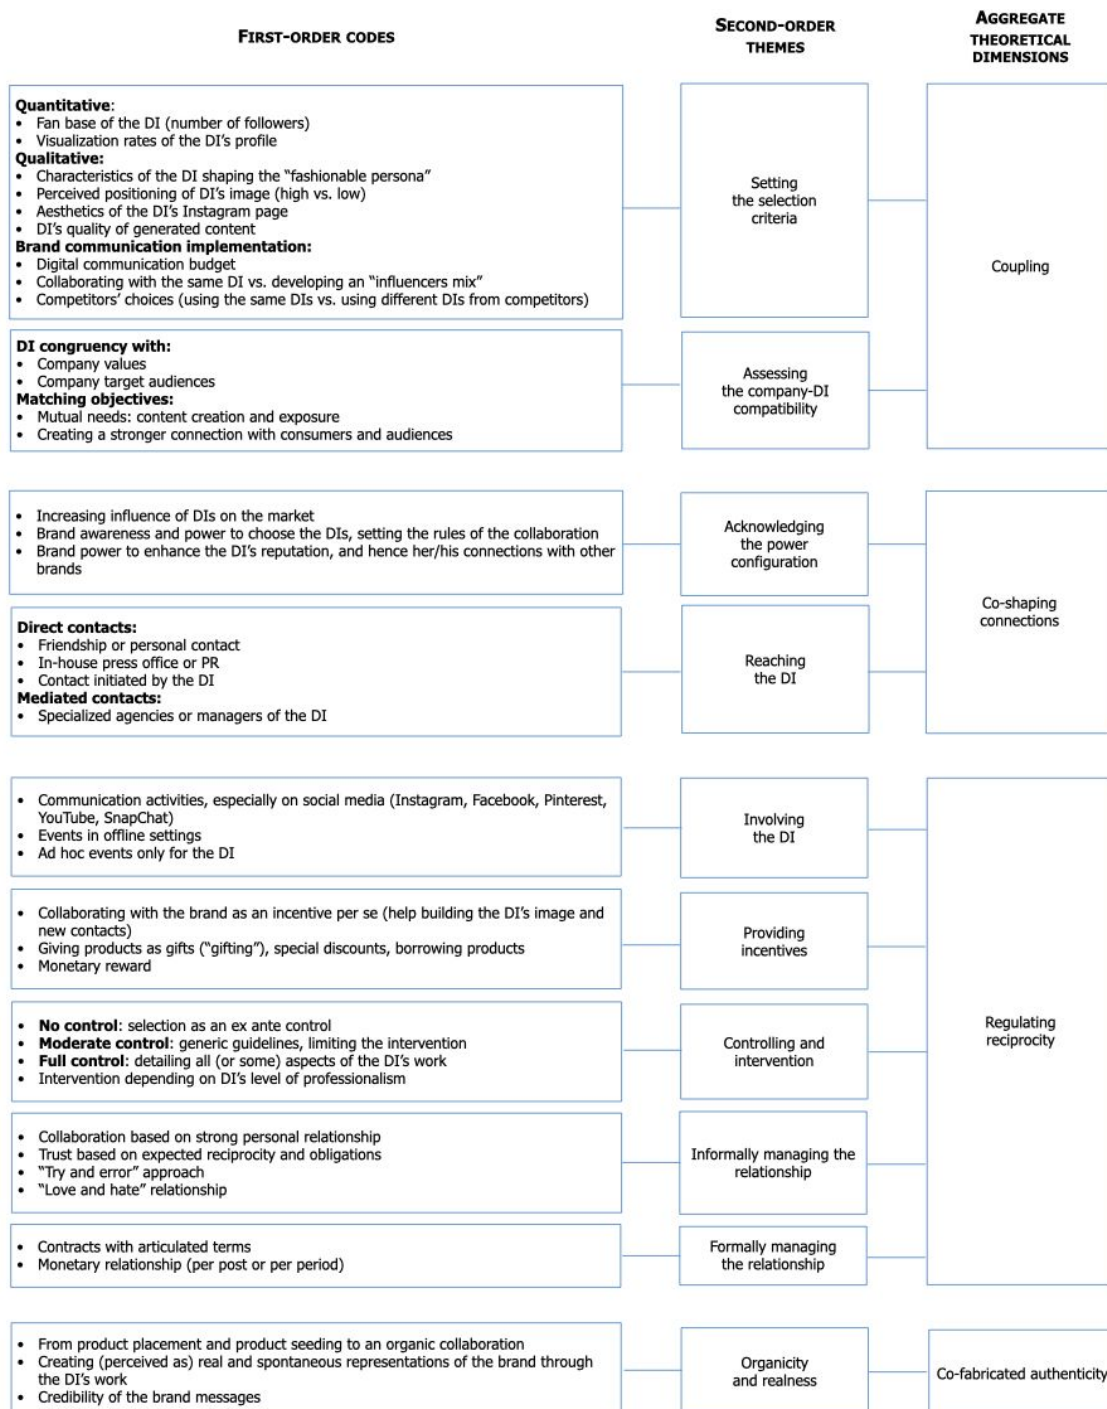 FIRST-ORDER CODES
SECOND-ORDER
THEMES
AGGREGATE
THEORETICAL
DIMENSIONS
Quantitative:
• Fan base of the DI (number of followers)
• Visualization rates of the DI's profile
Qualitative:
• Characteristics of the DI shaping the “fashionable persona”
• Perceived positioning of DI's image (high vs. low)
• Aesthetics of the DI's Instagram page
• DI's quality of generated content
Brand communication implementation:
• Digital communication budget
• Collaborating with the same DI vs. developing an “influencers mix”
• Competitors' choices (using the same DIs vs. using different DIs from competitors)
Setting
the selection
criteria
Coupling
DI congruency with:
• Company values
• Company target audiences
Matching objectives:
• Mutual needs: content creation and exposure
• Creating a stronger connection with consumers and audiences
Assessing
the company-DI
compatibility
• Increasing influence of DIs on the market
• Brand awareness and power to choose the DIs, setting the rules of the collaboration
• Brand power to enhance the DI's reputation, and hence her/his connections with other
brands
Acknowledging
the power
configuration
Co-shaping
connections
Direct contacts:
• Friendship or personal contact
• In-house press office or PR
• Contact initiated by the DI
Mediated contacts:
• Specialized agencies or managers of the DI
Reaching
the DI
• Communication activities, especially on social media (Instagram, Facebook, Pinterest,
YouTube, SnapChat)
• Events in offline settings
• Ad hoc events only for the DI
Involving
the DI
• Collaborating with the brand as an incentive per se (help building the DI's image and
new contacts)
• Giving products as gifts (“gifting”), special discounts, borrowing products
• Monetary reward
Providing
incentives
• No control: selection as an ex ante control
• Moderate control: generic guidelines, limiting the intervention
• Full control: detailing all (or some) aspects of the DI's work
• Intervention depending on DI's level of professionalism
Controlling and
intervention
Regulating
reciprocity
• Collaboration based on strong personal relationship
• Trust based on expected reciprocity and obligations
• “Try and error” approach
• “Love and hate” relationship
Informally managing the
relationship
• Contracts with articulated terms
• Monetary relationship (per post or per period)
Formally managing
the relationship
• From product placement and product seeding to an organic collaboration
• Creating (perceived as) real and spontaneous representations of the brand through
the DI's work
• Credibility of the brand messages
Organicity
and realness
Co-fabricated authenticity